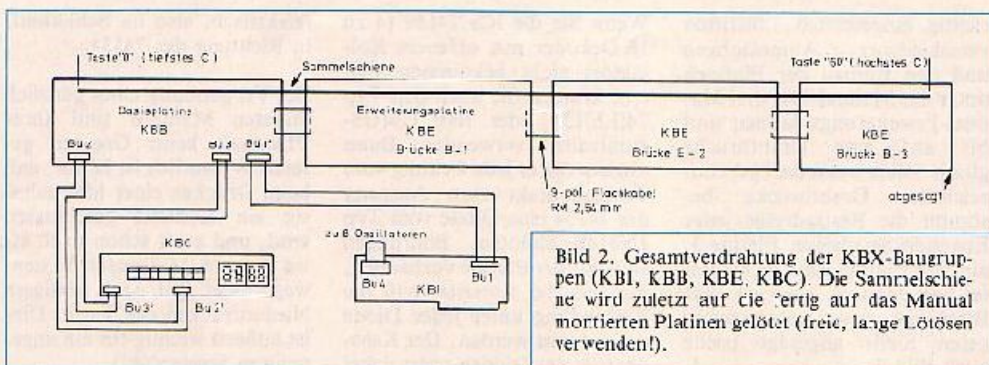 Taste "0" (tiefstes C)
Sammelschiene
Taste "60" (höchstes C)
Basisplatine
KBB
Erweiterungsplatine
KBE
Brücke B-1
KBE
Brücke E-2
KBE
Brücke B-3
Bu2
Bu3
Bu1
9-pol. Flachkabel
RM 2,54 mm
abgesägt
KBC
Bu3'
Bu2'
zu 8 Oszillatoren
Bu4
Bu1
KBI
Bild 2. Gesamtverdrahtung der KBX-Baugrup-
pen (KBI, KBB, KBE, KBC). Die Sammelschie-
ne wird zuletzt auf die fertig auf das Manual
montierten Platinen gelötet (freie, lange Lötösen
verwenden!).